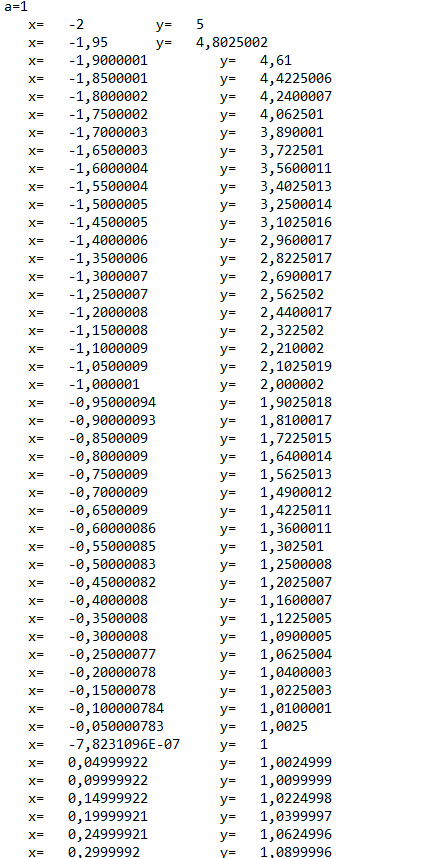 a=1
x= -2 y= 5
x= -1,95 y= 4,8025002
x= -1,9000001 y= 4,61
x= -1,8500001 y= 4,4225006
x= -1,8000002 y= 4,2400007
x= -1,7500002 y= 4,062501
x= -1,7000003 y= 3,890001
x= -1,6500003 y= 3,722501
x= -1,6000004 y= 3,5600011
x= -1,5500004 y= 3,4025013
x= -1,5000005 y= 3,2500014
x= -1,4500005 y= 3,1025016
x= -1,4000006 y= 2,9600017
x= -1,3500006 y= 2,8225017
x= -1,3000007 y= 2,6900017
x= -1,2500007 y= 2,562502
x= -1,2000008 y= 2,4400017
x= -1,1500008 y= 2,322502
x= -1,1000009 y= 2,210002
x= -1,0500009 y= 2,1025019
x= -1,000001 y= 2,000002
x= -0,95000094 y= 1,9025018
x= -0,90000093 y= 1,8100017
x= -0,8500009 y= 1,7225015
x= -0,8000009 y= 1,6400014
x= -0,7500009 y= 1,5625013
x= -0,7000009 y= 1,4900012
x= -0,6500009 y= 1,4225011
x= -0,60000086 y= 1,3600011
x= -0,55000085 y= 1,302501
x= -0,50000083 y= 1,2500008
x= -0,45000082 y= 1,2025007
x= -0,4000008 y= 1,1600007
x= -0,3500008 y= 1,1225005
x= -0,3000008 y= 1,0900005
x= -0,25000077 y= 1,0625004
x= -0,20000078 y= 1,0400003
x= -0,15000078 y= 1,0225003
x= -0,100000784 y= 1,0100001
x= -0,050000783 y= 1,0025
x= -7,8231096E-07 y= 1
x= 0,04999922 y= 1,0024999
x= 0,09999922 y= 1,0099999
x= 0,14999922 y= 1,0224998
x= 0,19999921 y= 1,0399997
x= 0,24999921 y= 1,0624996
x= 0,2999992 y= 1,0899996